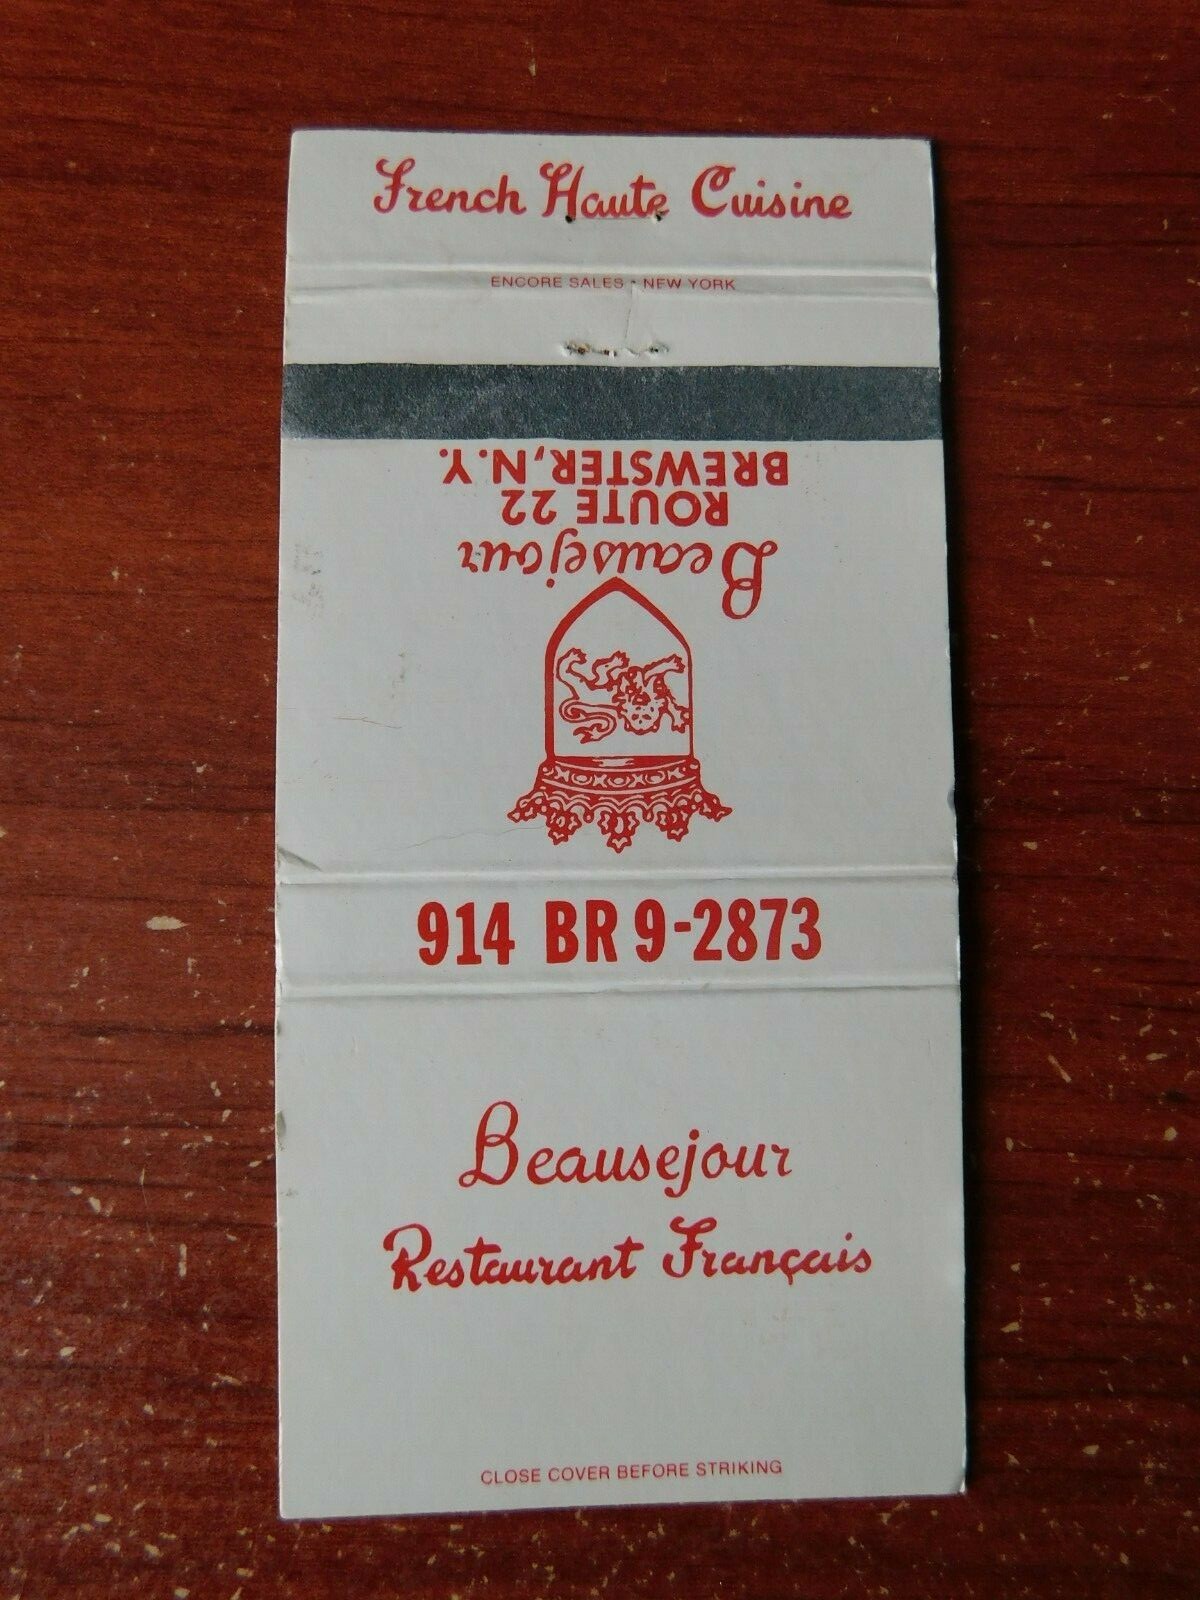 French Haute Cuisine
ENCORE SALES • NEW YORK
Beausejour
ROUTE 22
BREWSTER, N.Y.
914 BR 9-2873
Beausejour
Restaurant Français
CLOSE COVER BEFORE STRIKING